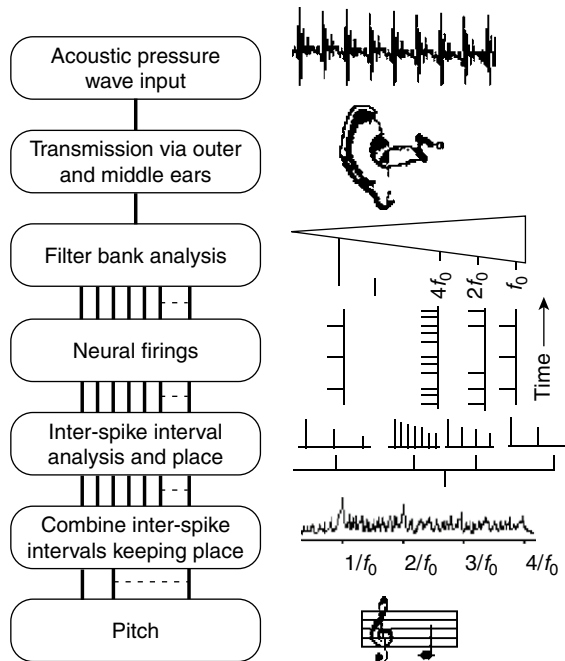 Acoustic pressure
wave input
Transmission via outer
and middle ears
Filter bank analysis
4f₀ 2f₀ f₀
Neural firings
Time
Inter-spike interval
analysis and place
Combine inter-spike
intervals keeping place
1/f₀ 2/f₀ 3/f₀ 4/f₀
Pitch